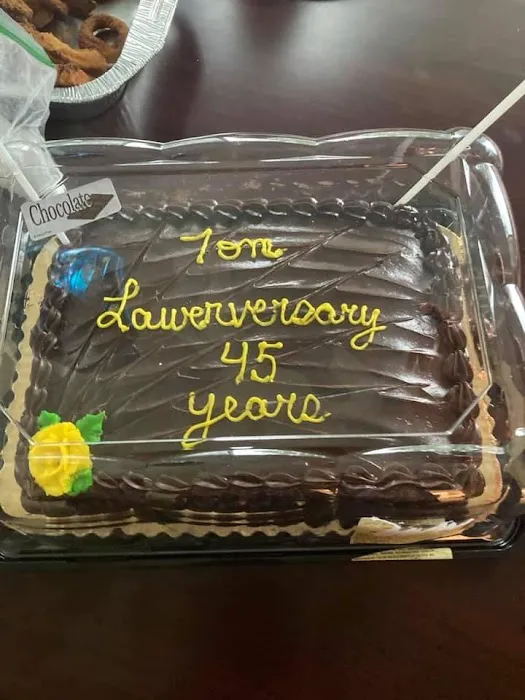 Chocolate
Tom
Lawerversary
45
years